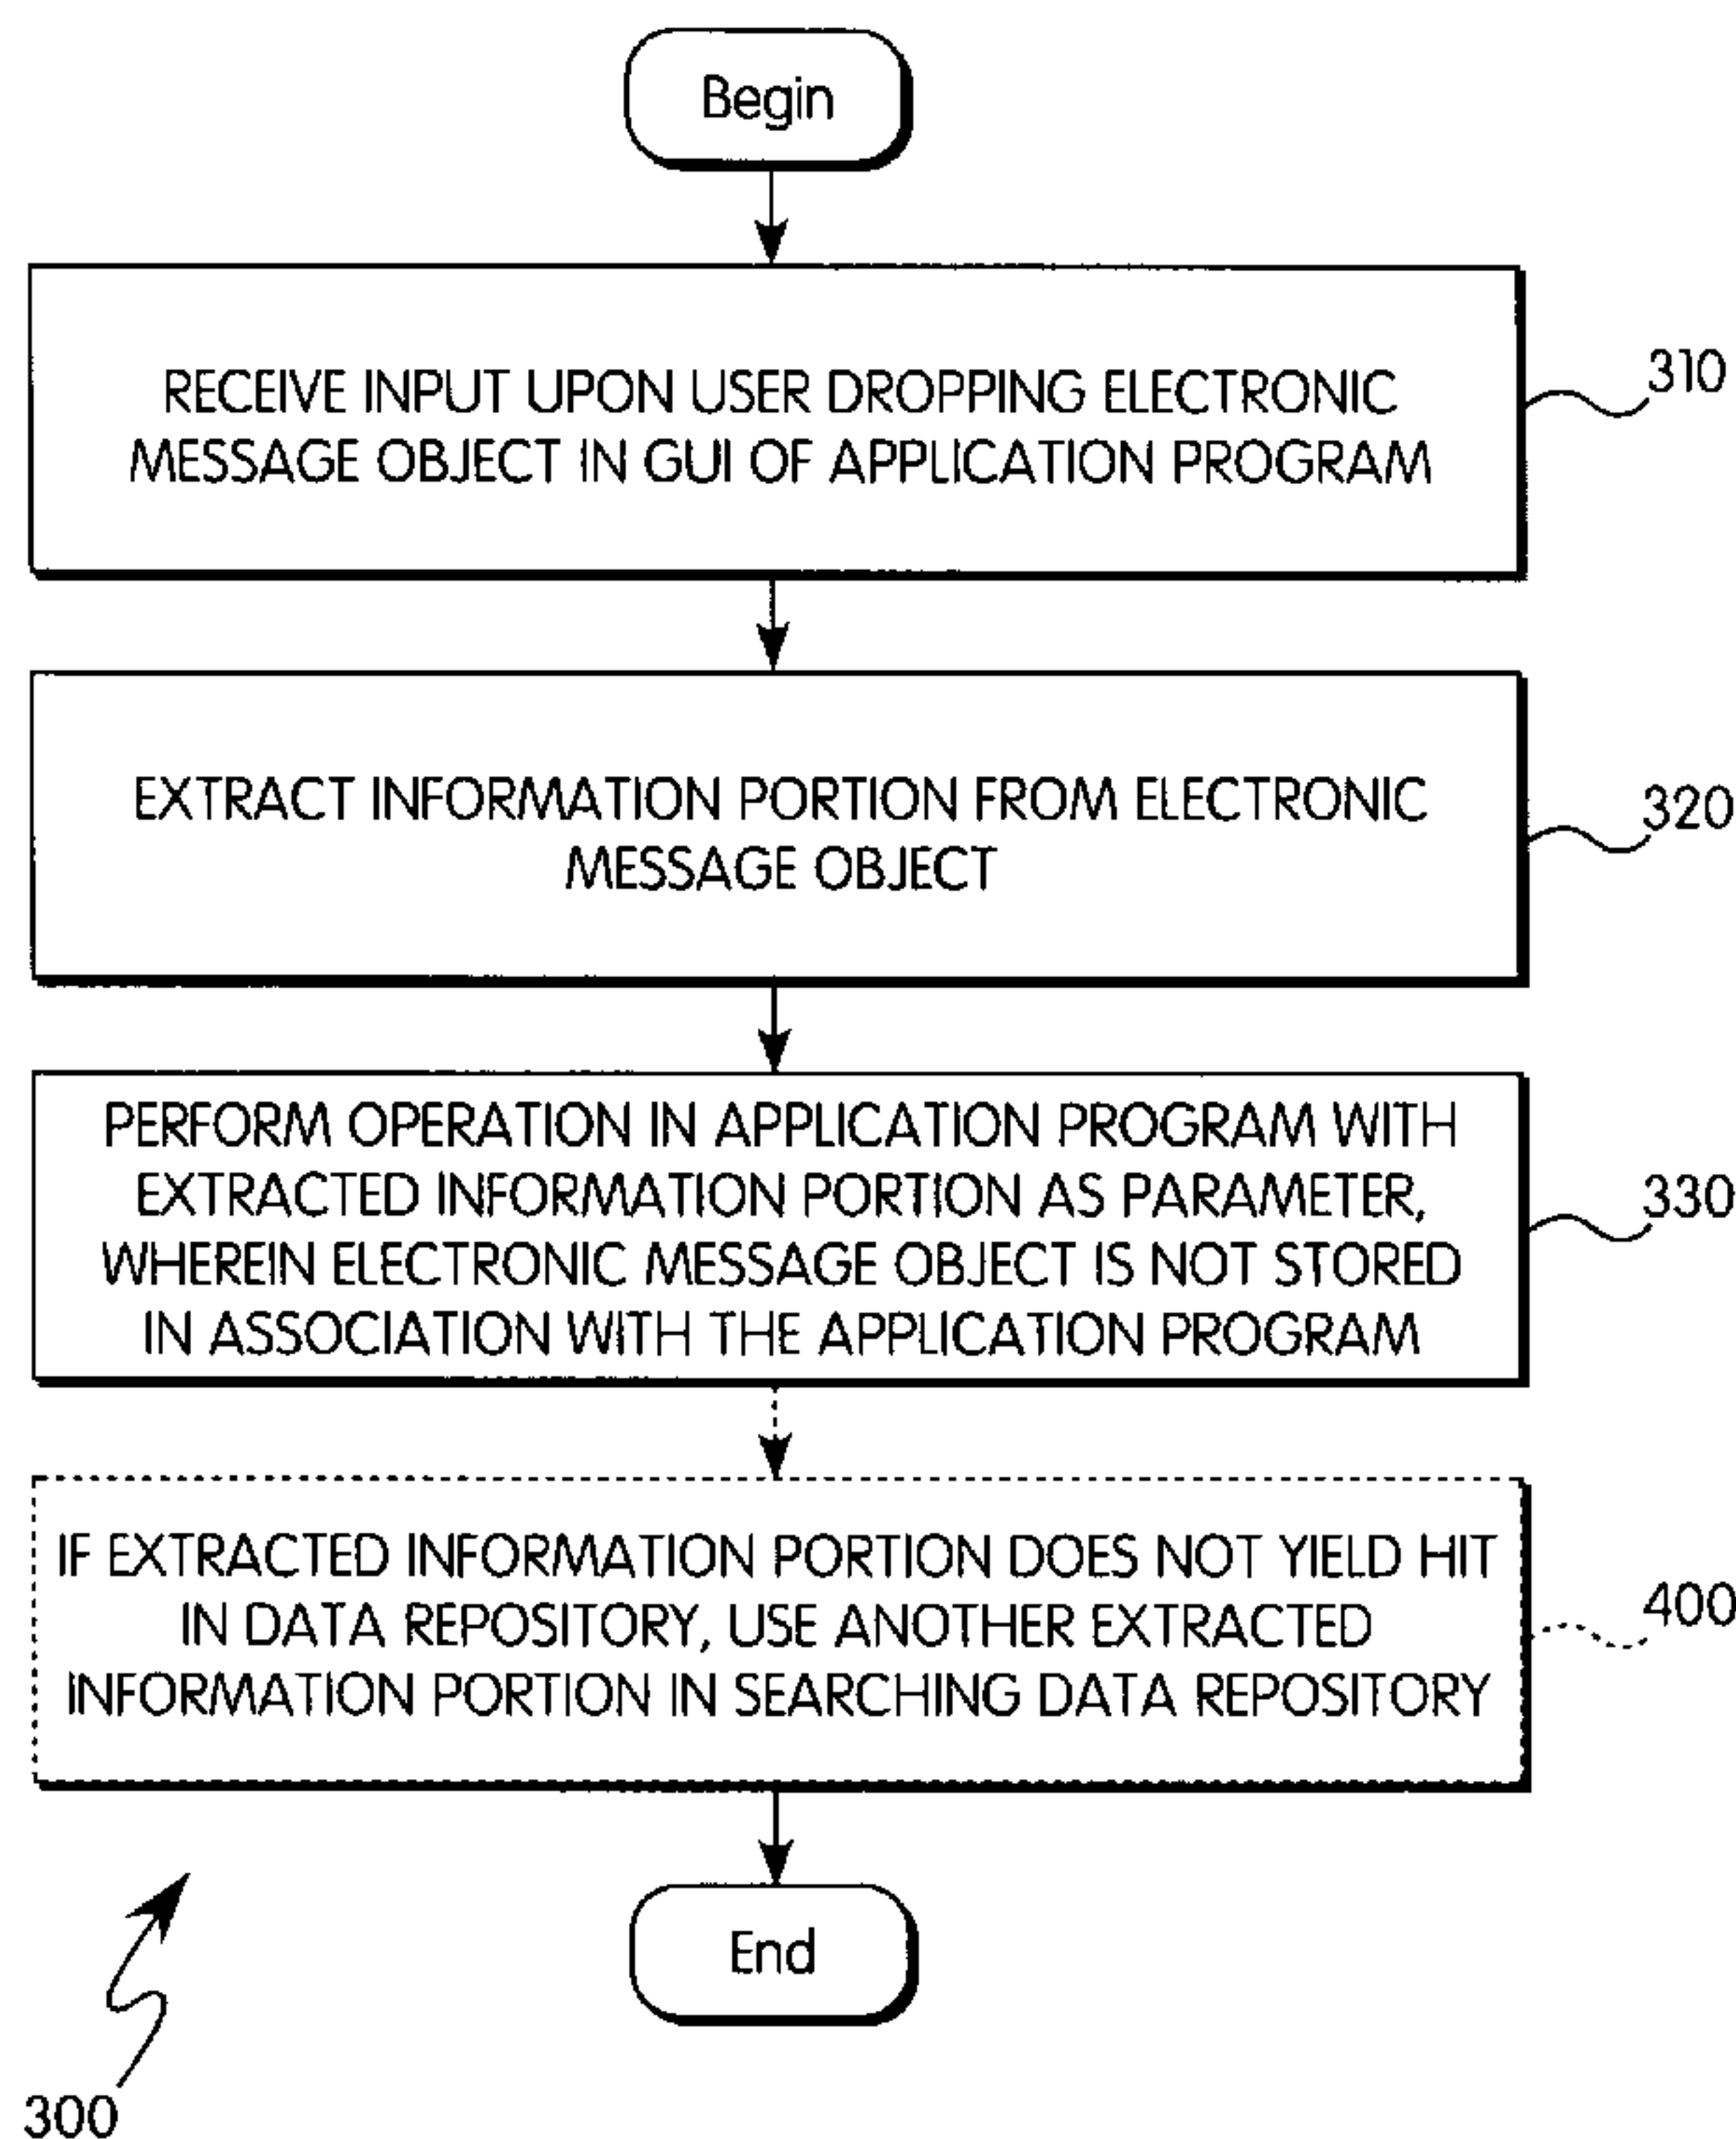 Begin
RECEIVE INPUT UPON USER DROPPING ELECTRONIC
MESSAGE OBJECT IN GUI OF APPLICATION PROGRAM
310
EXTRACT INFORMATION PORTION FROM ELECTRONIC
MESSAGE OBJECT
320
PERFORM OPERATION IN APPLICATION PROGRAM WITH
EXTRACTED INFORMATION PORTION AS PARAMETER,
WHEREIN ELECTRONIC MESSAGE OBJECT IS NOT STORED
IN ASSOCIATION WITH THE APPLICATION PROGRAM
330
IF EXTRACTED INFORMATION PORTION DOES NOT YIELD HIT
IN DATA REPOSITORY, USE ANOTHER EXTRACTED
INFORMATION PORTION IN SEARCHING DATA REPOSITORY
400
End
300